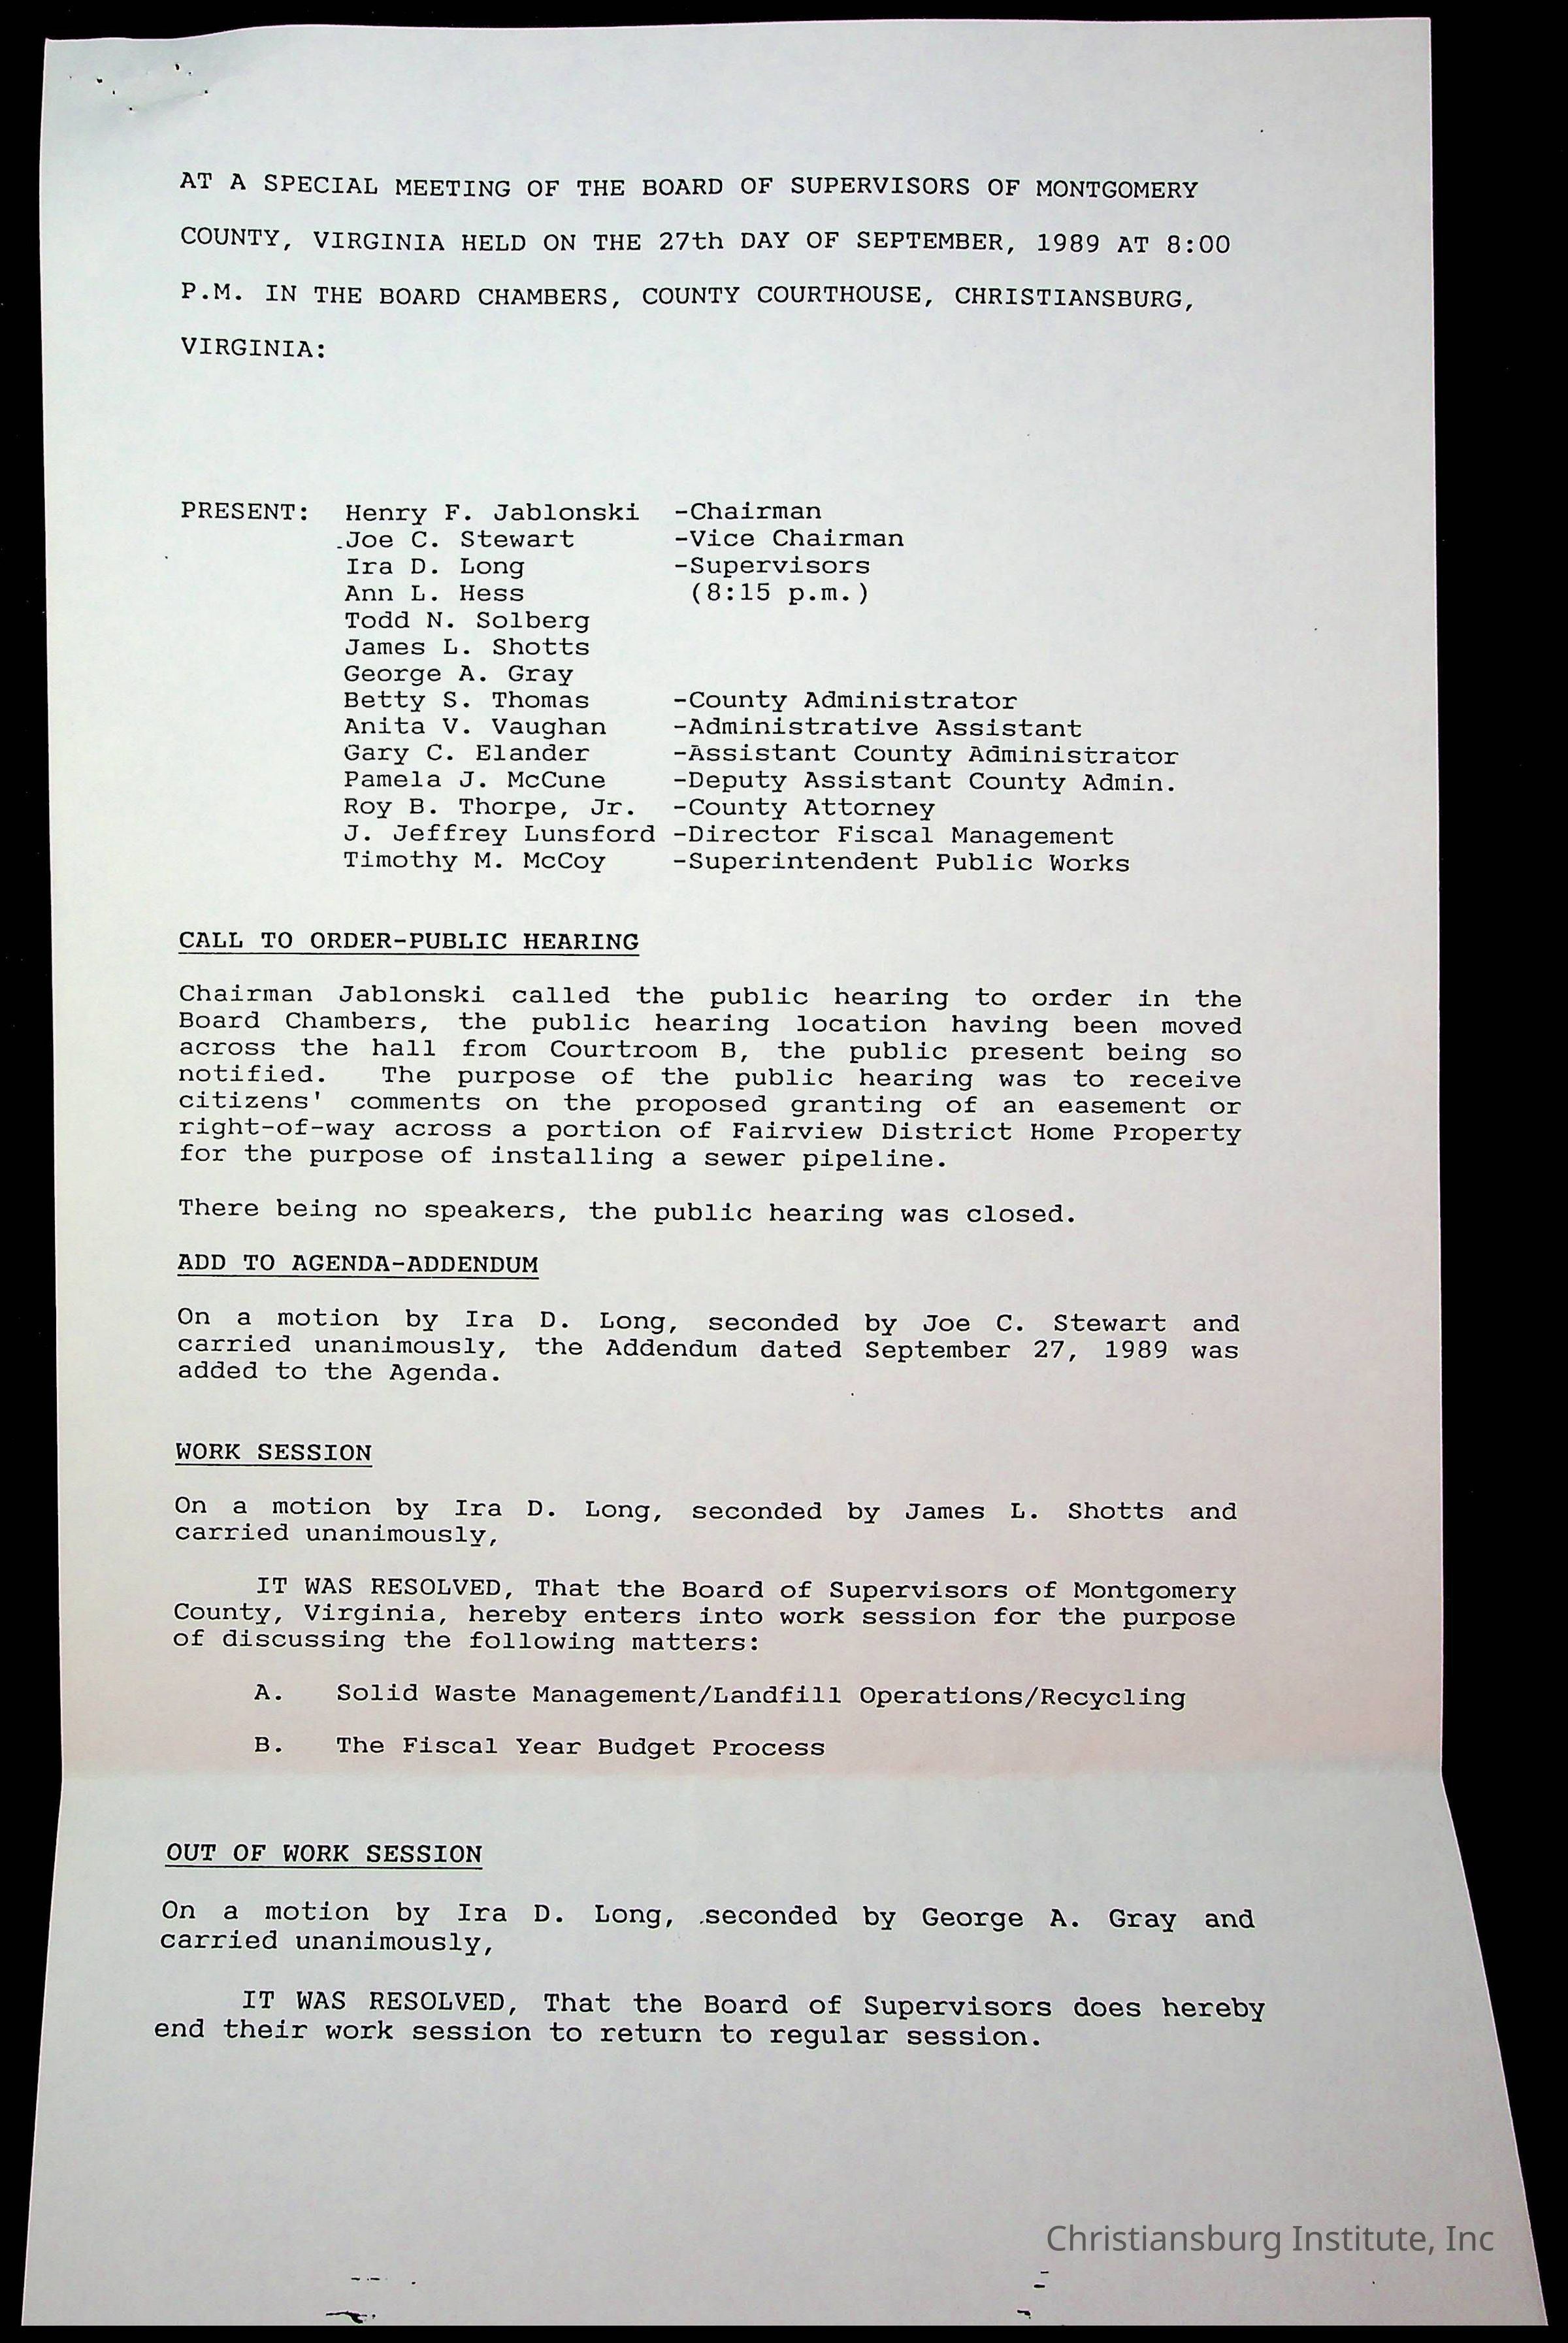 AT A SPECIAL MEETING OF THE BOARD OF SUPERVISORS OF MONTGOMERY
COUNTY, VIRGINIA HELD ON THE 27th DAY OF SEPTEMBER, 1989 AT 8:00
P.M. IN THE BOARD CHAMBERS, COUNTY COURTHOUSE, CHRISTIANSBURG,
VIRGINIA:
PRESENT: Henry F. Jablonski -Chairman
Joe C. Stewart -Vice Chairman
Ira D. Long -Supervisors
Ann L. Hess (8:15 p.m.)
Todd N. Solberg
James L. Shotts
George A. Gray
Betty S. Thomas -County Administrator
Anita V. Vaughan -Administrative Assistant
Gary C. Elander -Assistant County Administrator
Pamela J. McCune -Deputy Assistant County Admin.
Roy B. Thorpe, Jr. -County Attorney
J. Jeffrey Lunsford -Director Fiscal Management
Timothy M. McCoy -Superintendent Public Works
CALL TO ORDER-PUBLIC HEARING
Chairman Jablonski called the public hearing to order in the
Board Chambers, the public hearing location having been moved
across the hall from Courtroom B, the public present being so
notified. The purpose of the public hearing was to receive
citizens' comments on the proposed granting of an easement or
right-of-way across a portion of Fairview District Home Property
for the purpose of installing a sewer pipeline.
There being no speakers, the public hearing was closed.
ADD TO AGENDA-ADDENDUM
On a motion by Ira D. Long, seconded by Joe C. Stewart and
carried unanimously, the Addendum dated September 27, 1989 was
added to the Agenda.
WORK SESSION
On a motion by Ira D. Long, seconded by James L. Shotts and
carried unanimously,
IT WAS RESOLVED, That the Board of Supervisors of Montgomery
County, Virginia, hereby enters into work session for the purpose
of discussing the following matters:
A. Solid Waste Management/Landfill Operations/Recycling
B. The Fiscal Year Budget Process
OUT OF WORK SESSION
On a motion by Ira D. Long, seconded by George A. Gray and
carried unanimously,
IT WAS RESOLVED, That the Board of Supervisors does hereby
end their work session to return to regular session.
Christiansburg Institute, Inc